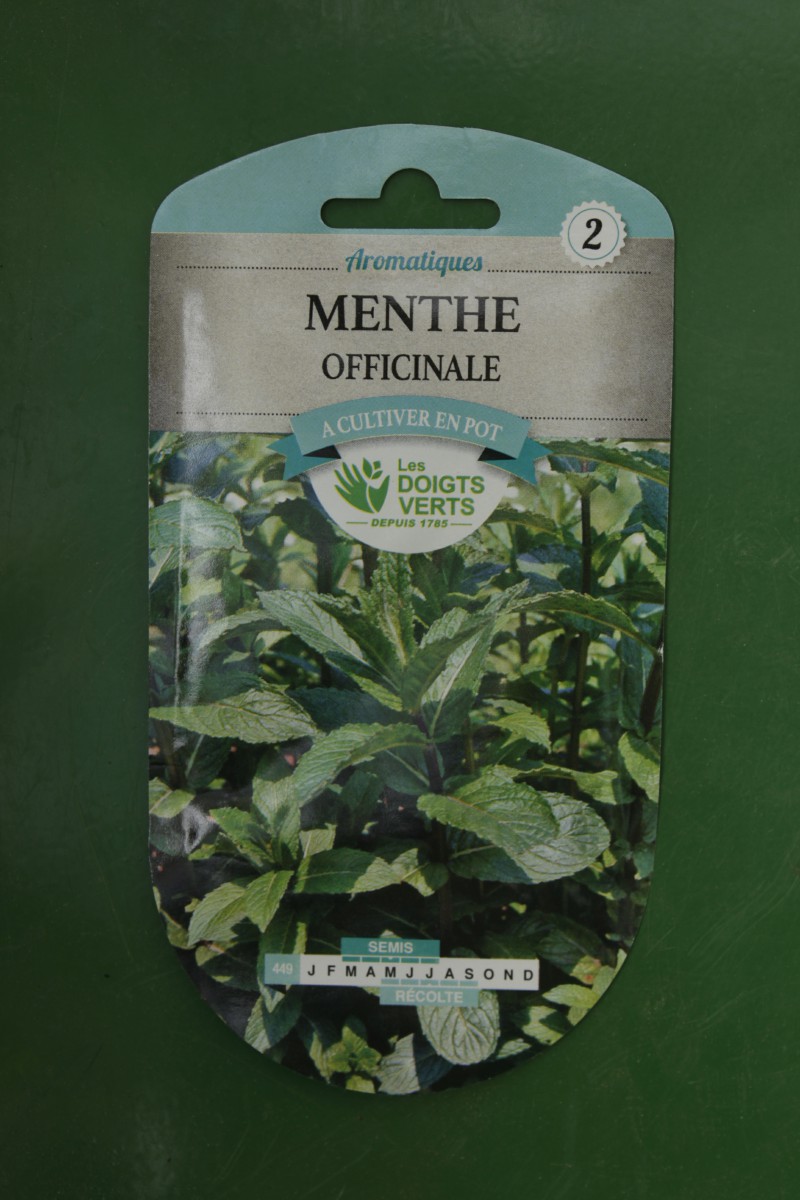 2
Aromatiques
MENTHE
OFFICINALE
A CULTIVER EN POT
Les
DOIGTS
VERTS
DEPUIS 1785
SEMIS
449 J F M A M J J A S O N D
RÉCOLTE